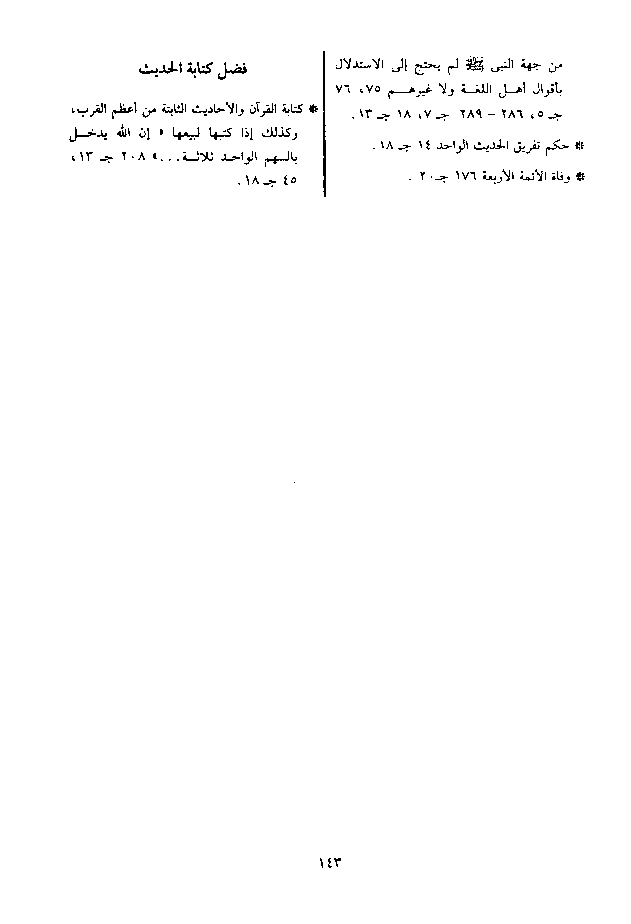 من جهة النبى ﷺ لم يحتج إلى الاستدلال
بأقوال أهل اللغة ولا غيرهم ٧٥، ٧٦
جـ ٥، ٢٨٦ – ٢٨٩ جـ ٧، ١٨ جـ ١٣.
* حكم تفريق الحديث الواحد ١٤ جـ ١٨.
* وفاة الأئمة الأربعة ١٧٦ جـ ٢٠.
فضل كتابة الحديث
* كتابة القرآن والأحاديث الثابتة من أعظم القرب،
وكذلك إذا كتبها ليبيعها « إن الله يدخل
بالسهم الواحد ثلاثة... » ٢٠٨ جـ ١٣،
٤٥ جـ ١٨.
١٤٣